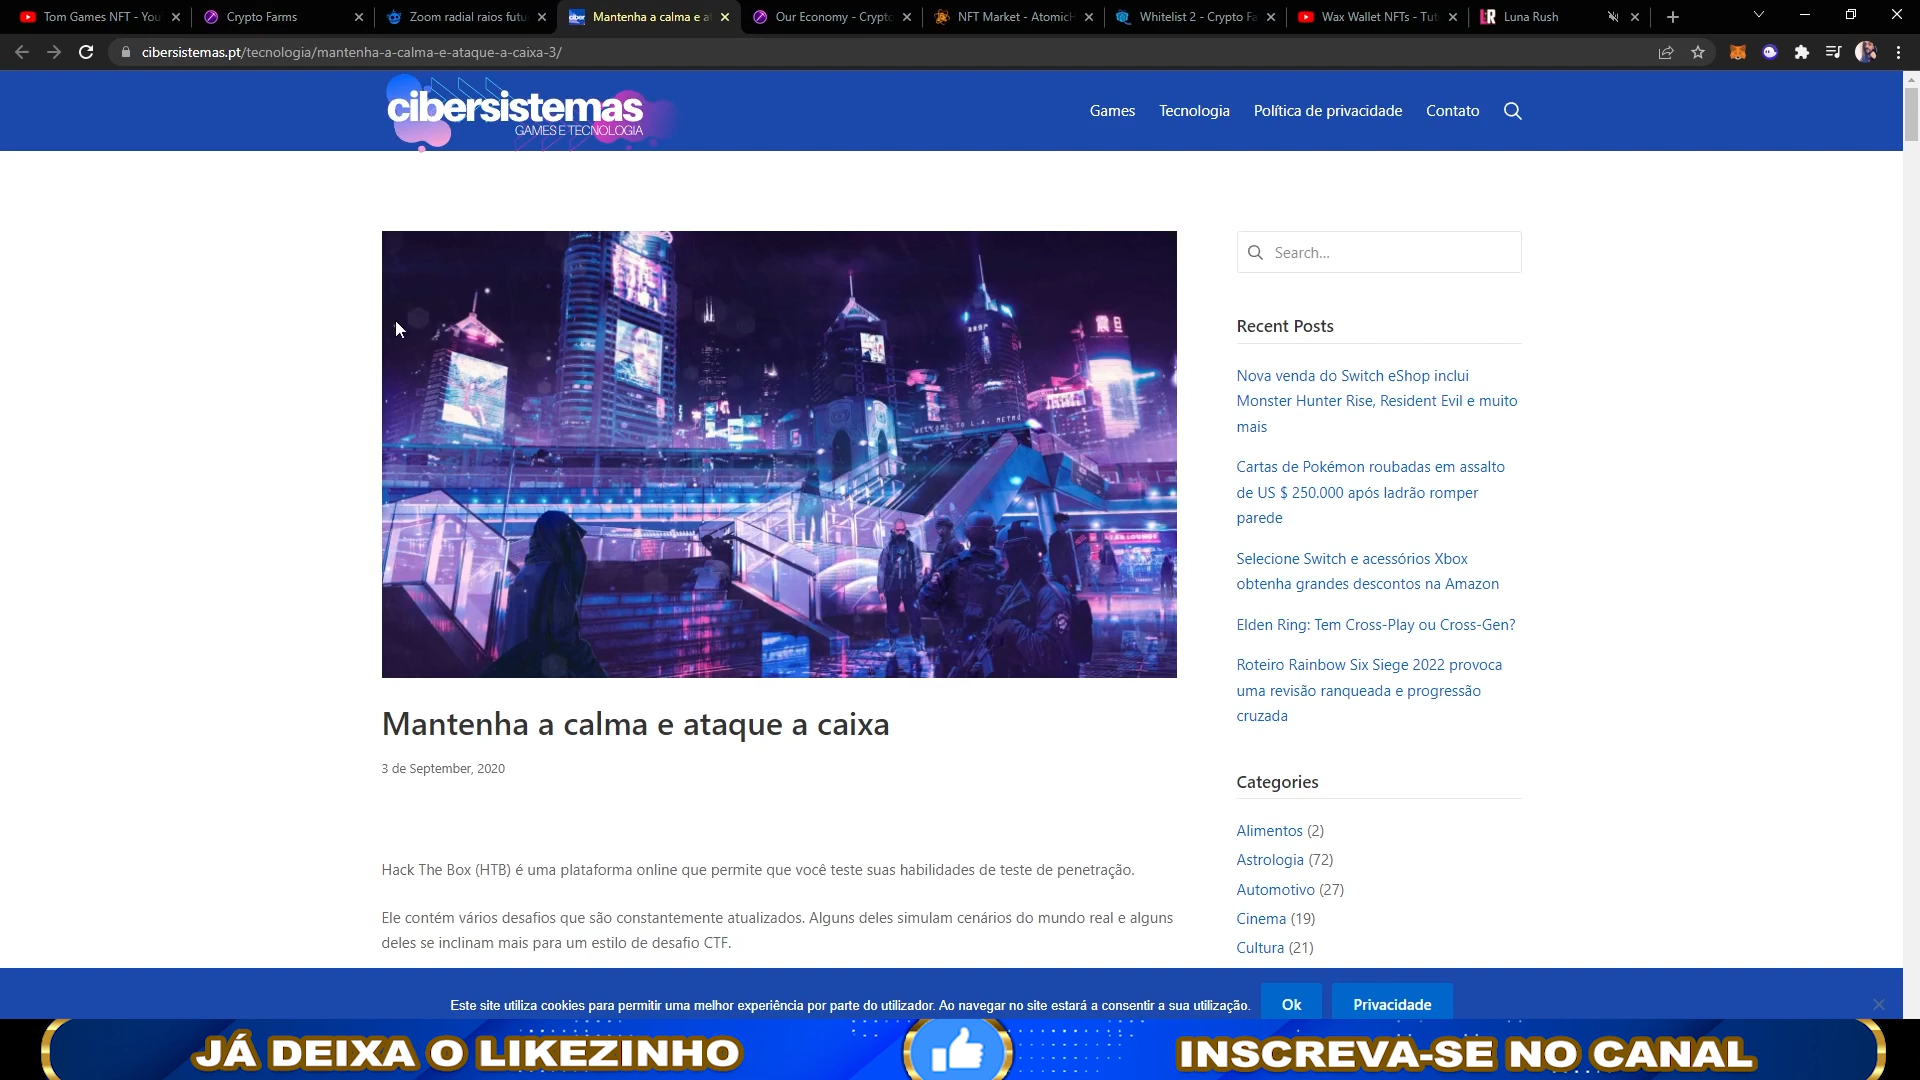 Tom Games NFT - You
Crypto Farms
Zoom radial raios futu
Mantenha a calma e at
Our Economy - Crypto
NFT Market - AtomicH
Whitelist 2 - Crypto Fa
Wax Wallet NFTs - Tut
Luna Rush
cibersistemas.pt/tecnologia/mantenha-a-calma-e-ataque-a-caixa-3/
cibersistemas
GAMES E TECNOLOGIA
Games
Tecnologia
Política de privacidade
Contato
WELCOME TO L.A. METRO
Search...
Recent Posts
Nova venda do Switch eShop inclui
Monster Hunter Rise, Resident Evil e muito
mais
Cartas de Pokémon roubadas em assalto
de US $ 250.000 após ladrão romper
parede
Selecione Switch e acessórios Xbox
obtenha grandes descontos na Amazon
Elden Ring: Tem Cross-Play ou Cross-Gen?
Roteiro Rainbow Six Siege 2022 provoca
uma revisão ranqueada e progressão
cruzada
Categories
Alimentos (2)
Astrologia (72)
Automotivo (27)
Cinema (19)
Cultura (21)
Mantenha a calma e ataque a caixa
3 de September, 2020
Hack The Box (HTB) é uma plataforma online que permite que você teste suas habilidades de teste de penetração.
Ele contém vários desafios que são constantemente atualizados. Alguns deles simulam cenários do mundo real e alguns
deles se inclinam mais para um estilo de desafio CTF.
Este site utiliza cookies para permitir uma melhor experiência por parte do utilizador. Ao navegar no site estará a consentir a sua utilização.
Ok
Privacidade
JÁ DEIXA O LIKEZINHO
INSCREVA-SE NO CANAL